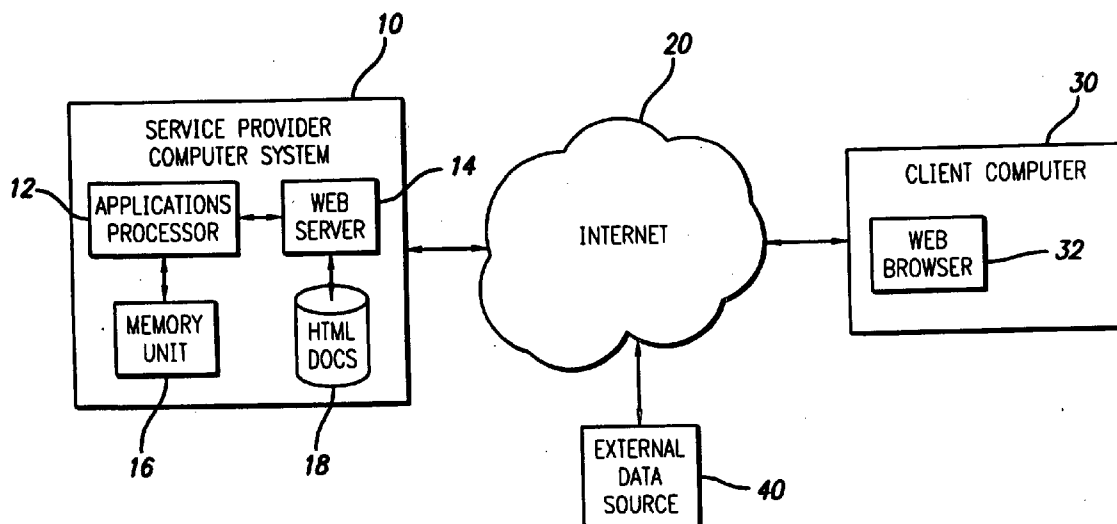 10
20
30
SERVICE PROVIDER
COMPUTER SYSTEM
12
APPLICATIONS
PROCESSOR
WEB
SERVER
14
MEMORY
UNIT
HTML
DOCS
16
18
INTERNET
CLIENT COMPUTER
WEB
BROWSER
32
EXTERNAL
DATA
SOURCE
40